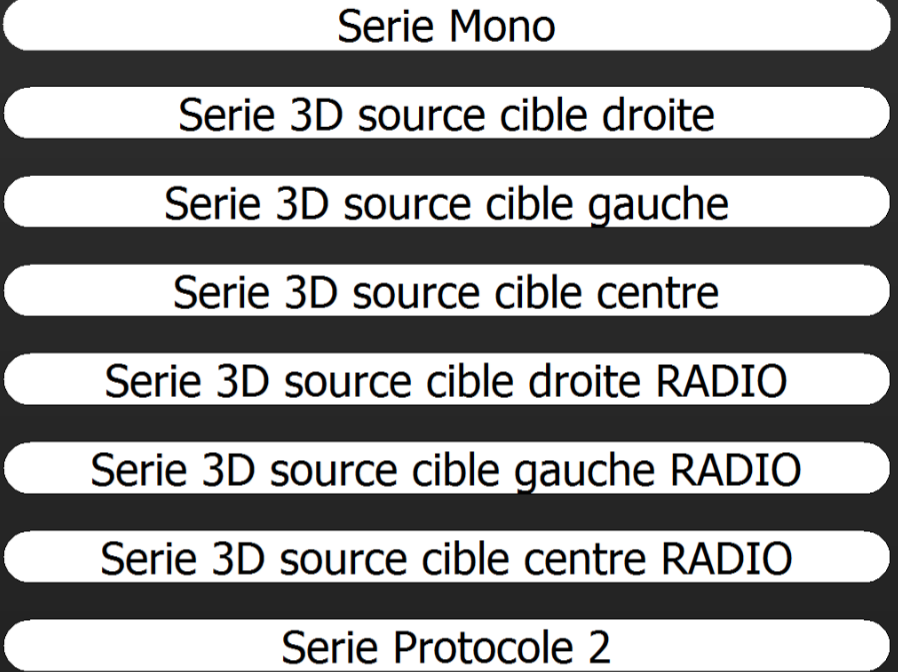 Serie Mono
Serie 3D source cible droite
Serie 3D source cible gauche
Serie 3D source cible centre
Serie 3D source cible droite RADIO
Serie 3D source cible gauche RADIO
Serie 3D source cible centre RADIO
Serie Protocole 2